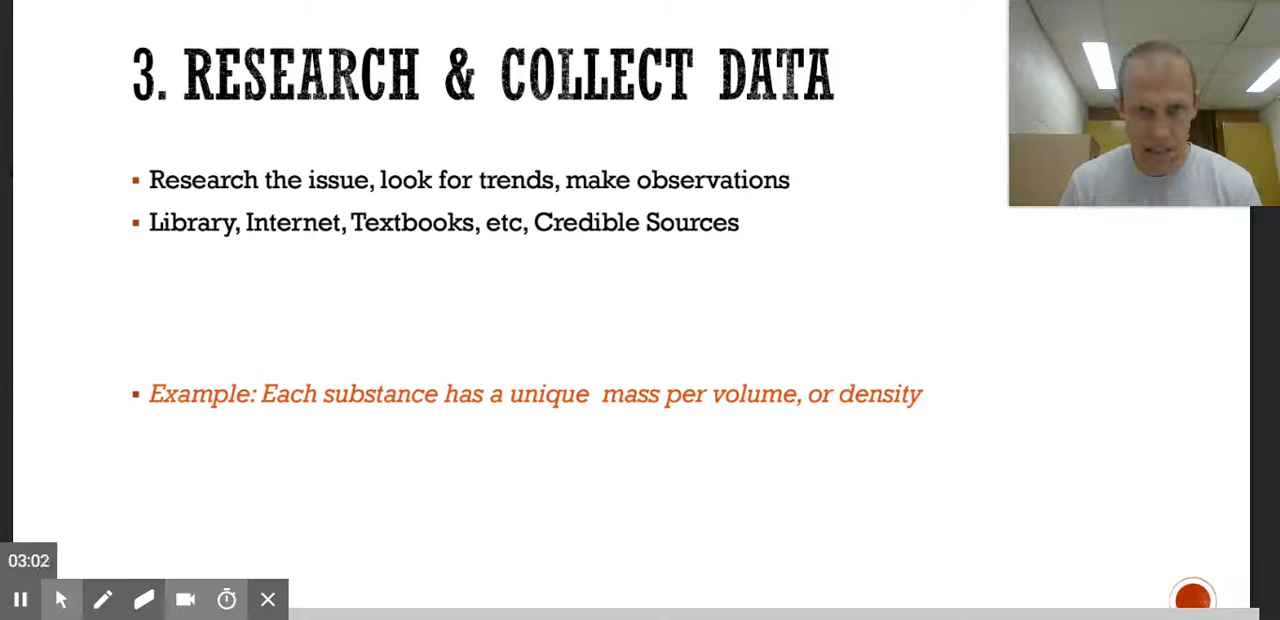 3. RESEARCH & COLLECT DATA
Research the issue, look for trends, make observations
Library, Internet, Textbooks, etc, Credible Sources
Example: Each substance has a unique  mass per volume, or density
03:02